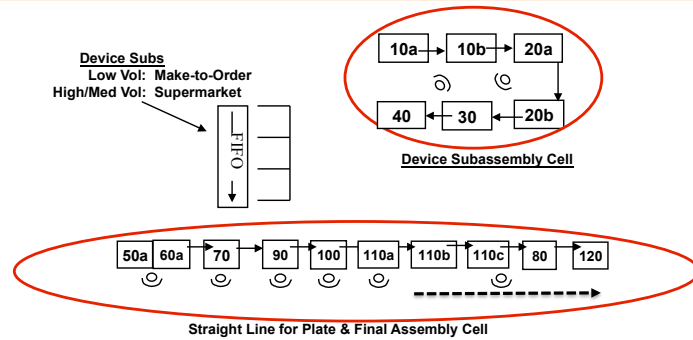 Device Subs
Low Vol: Make-to-Order
High/Med Vol: Supermarket
FIFO
10a 10b 20a
40 30 20b
Device Subassembly Cell
50a 60a 70 90 100 110a 110b 110c 80 120
Straight Line for Plate & Final Assembly Cell